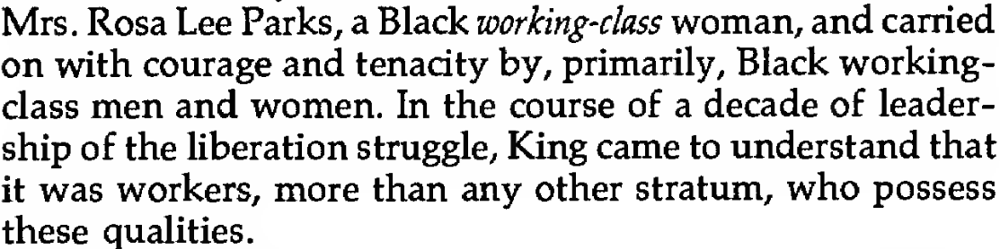 Mrs. Rosa Lee Parks, a Black working-class woman, and carried
on with courage and tenacity by, primarily, Black working-
class men and women. In the course of a decade of leader-
ship of the liberation struggle, King came to understand that
it was workers, more than any other stratum, who possess
these qualities.